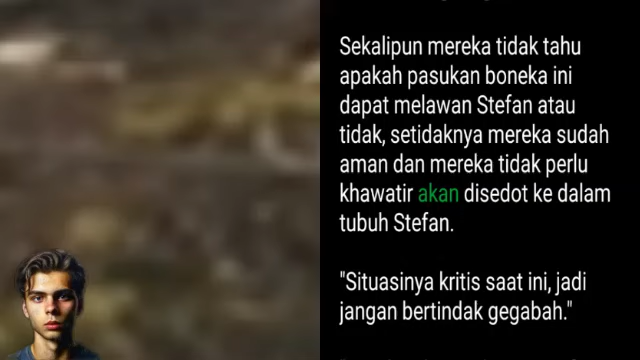 Sekalipun mereka tidak tahu
apakah pasukan boneka ini
dapat melawan Stefan atau
tidak, setidaknya mereka sudah
aman dan mereka tidak perlu
khawatir akan disedot ke dalam
tubuh Stefan.
"Situasinya kritis saat ini, jadi
jangan bertindak gegabah."